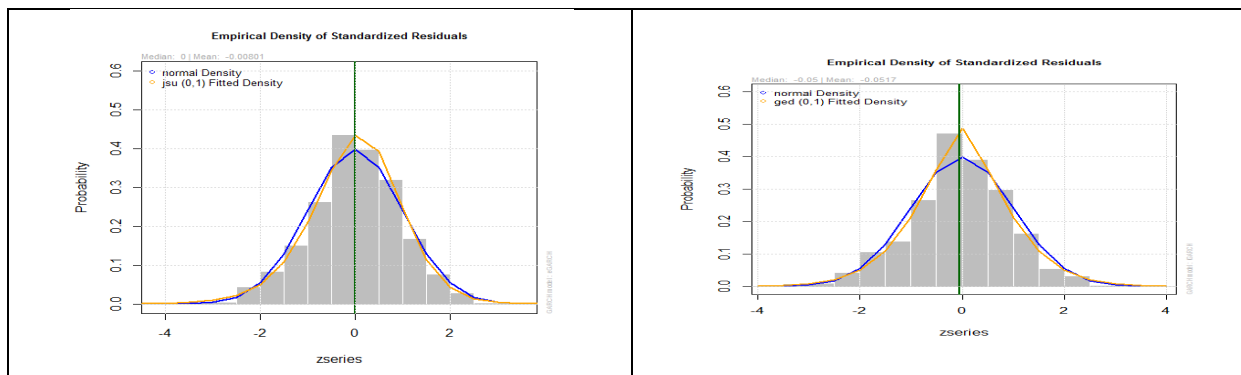 Empirical Density of Standardized Residuals
Median: 0 | Mean: -0.00801
normal Density
jsu (0,1) Fitted Density
0.6
0.5
0.4
0.3
0.2
0.1
0.0
Probability
-4
-2
0
2
zseries
GARCH model : eGARCH
Empirical Density of Standardized Residuals
Median: -0.05 | Mean: -0.0517
normal Density
ged (0,1) Fitted Density
0.6
0.5
0.4
0.3
0.2
0.1
0.0
Probability
-4
-2
0
2
4
zseries